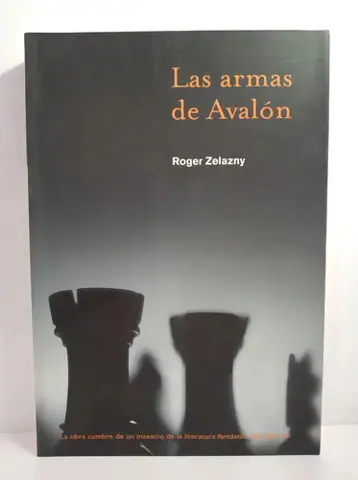 Las armas
de Avalón
Roger Zelazny
La obra cumbre de un maestro de la literatura fantástica